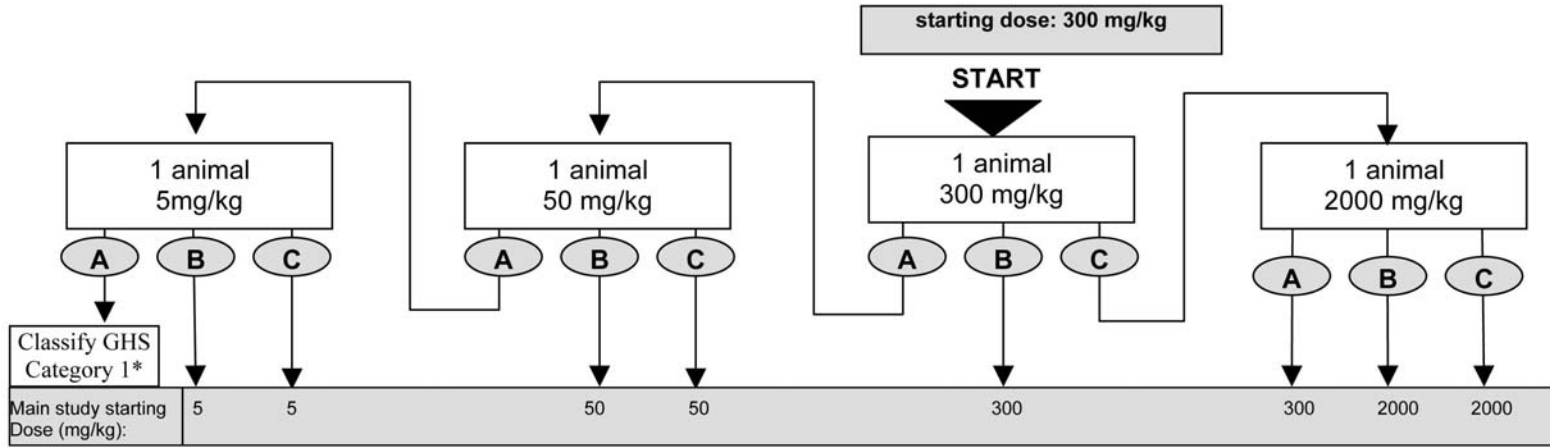 starting dose: 300 mg/kg
START
1 animal
5mg/kg
1 animal
50 mg/kg
1 animal
300 mg/kg
1 animal
2000 mg/kg
A B C A B C A B C A B C
Classify GHS
Category 1*
Main study starting
Dose (mg/kg):
5 5 50 50 300 300 2000 2000